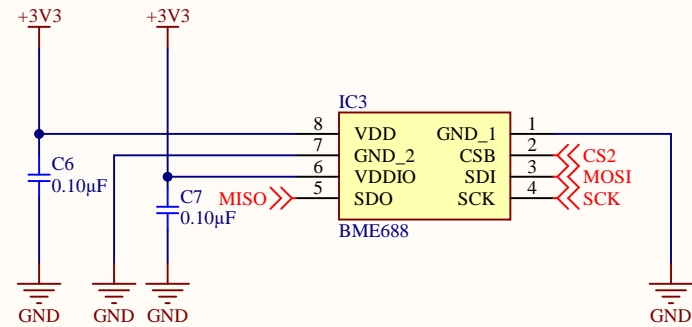 +3V3 +3V3
IC3
8 VDD GND_1 1
7 GND_2 CSB 2 CS2
6 VDDIO SDI 3 MOSI
MISO 5 SDO SCK 4 SCK
BME688
C6
0.10µF
C7
0.10µF
GND GND GND GND